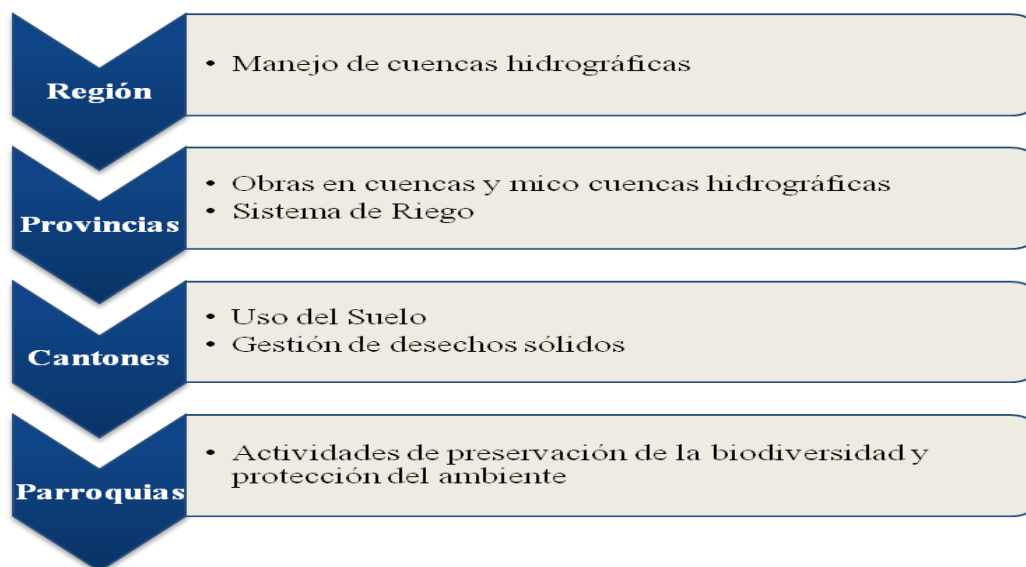 Región
• Manejo de cuencas hidrográficas
Provincias
• Obras en cuencas y mico cuencas hidrográficas
• Sistema de Riego
Cantones
• Uso del Suelo
• Gestión de desechos sólidos
Parroquias
• Actividades de preservación de la biodiversidad y
protección del ambiente